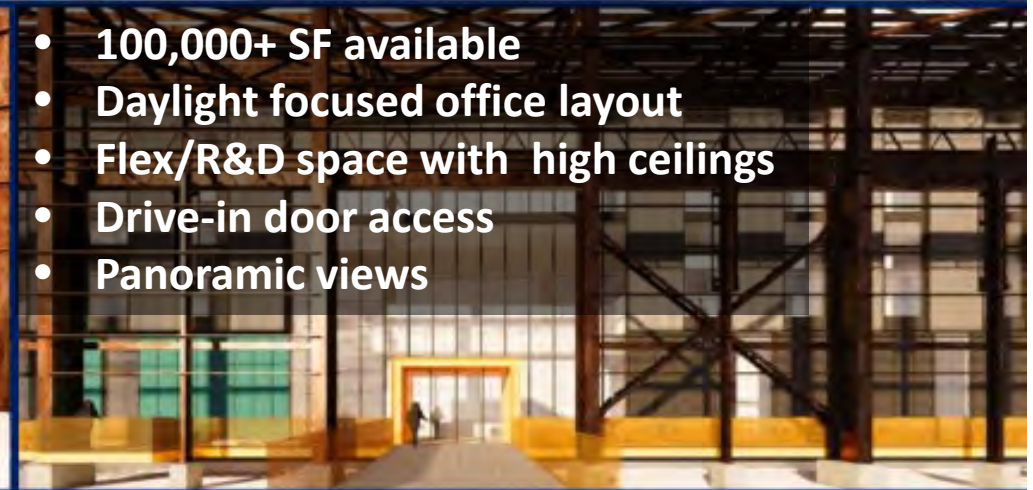 • 100,000+ SF available
• Daylight focused office layout
• Flex/R&D space with  high ceilings
• Drive-in door access
• Panoramic views